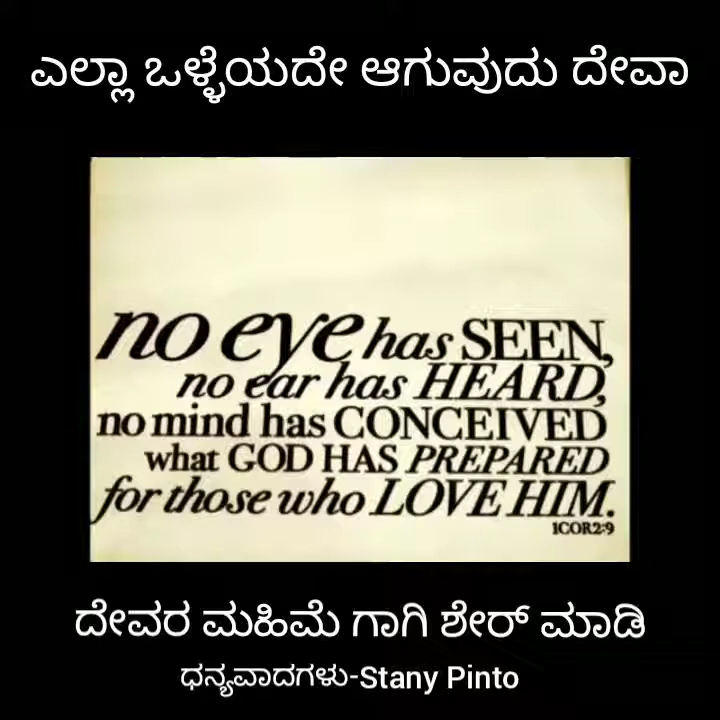 ಎಲ್ಲಾ ಒಳ್ಳೆಯದೇ ಆಗುವುದು ದೇವಾ
no eye has SEEN,
no ear has HEARD,
no mind has CONCEIVED
what GOD HAS PREPARED
for those who LOVE HIM.
1COR2:9
ದೇವರ ಮಹಿಮೆ ಗಾಗಿ ಶೇರ್ ಮಾಡಿ
ಧನ್ಯವಾದಗಳು-Stany Pinto